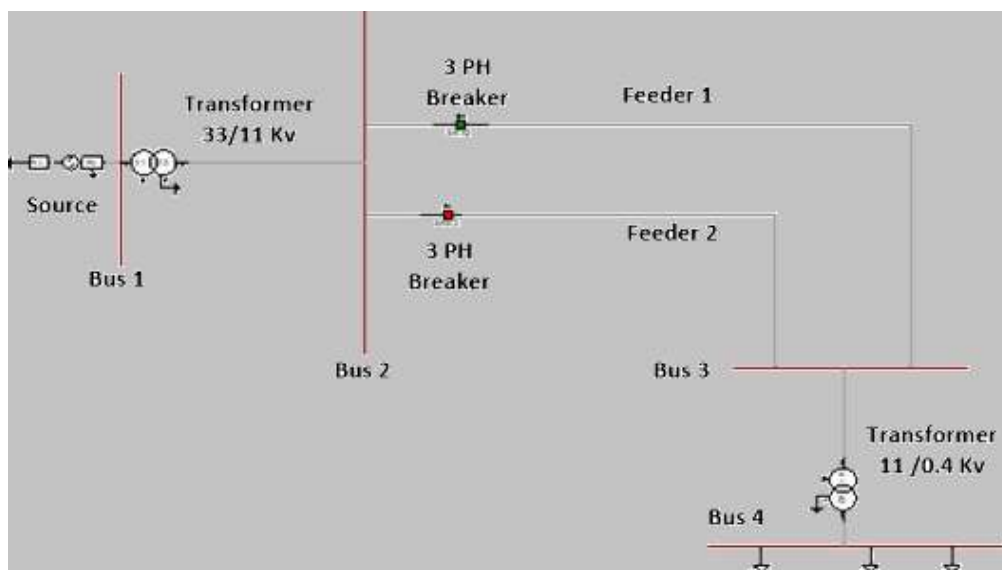 3 PH
Breaker
Feeder 1
Transformer
33/11 Kv
Source
Bus 1
Feeder 2
3 PH
Breaker
Bus 2
Bus 3
Transformer
11 /0.4 Kv
Bus 4